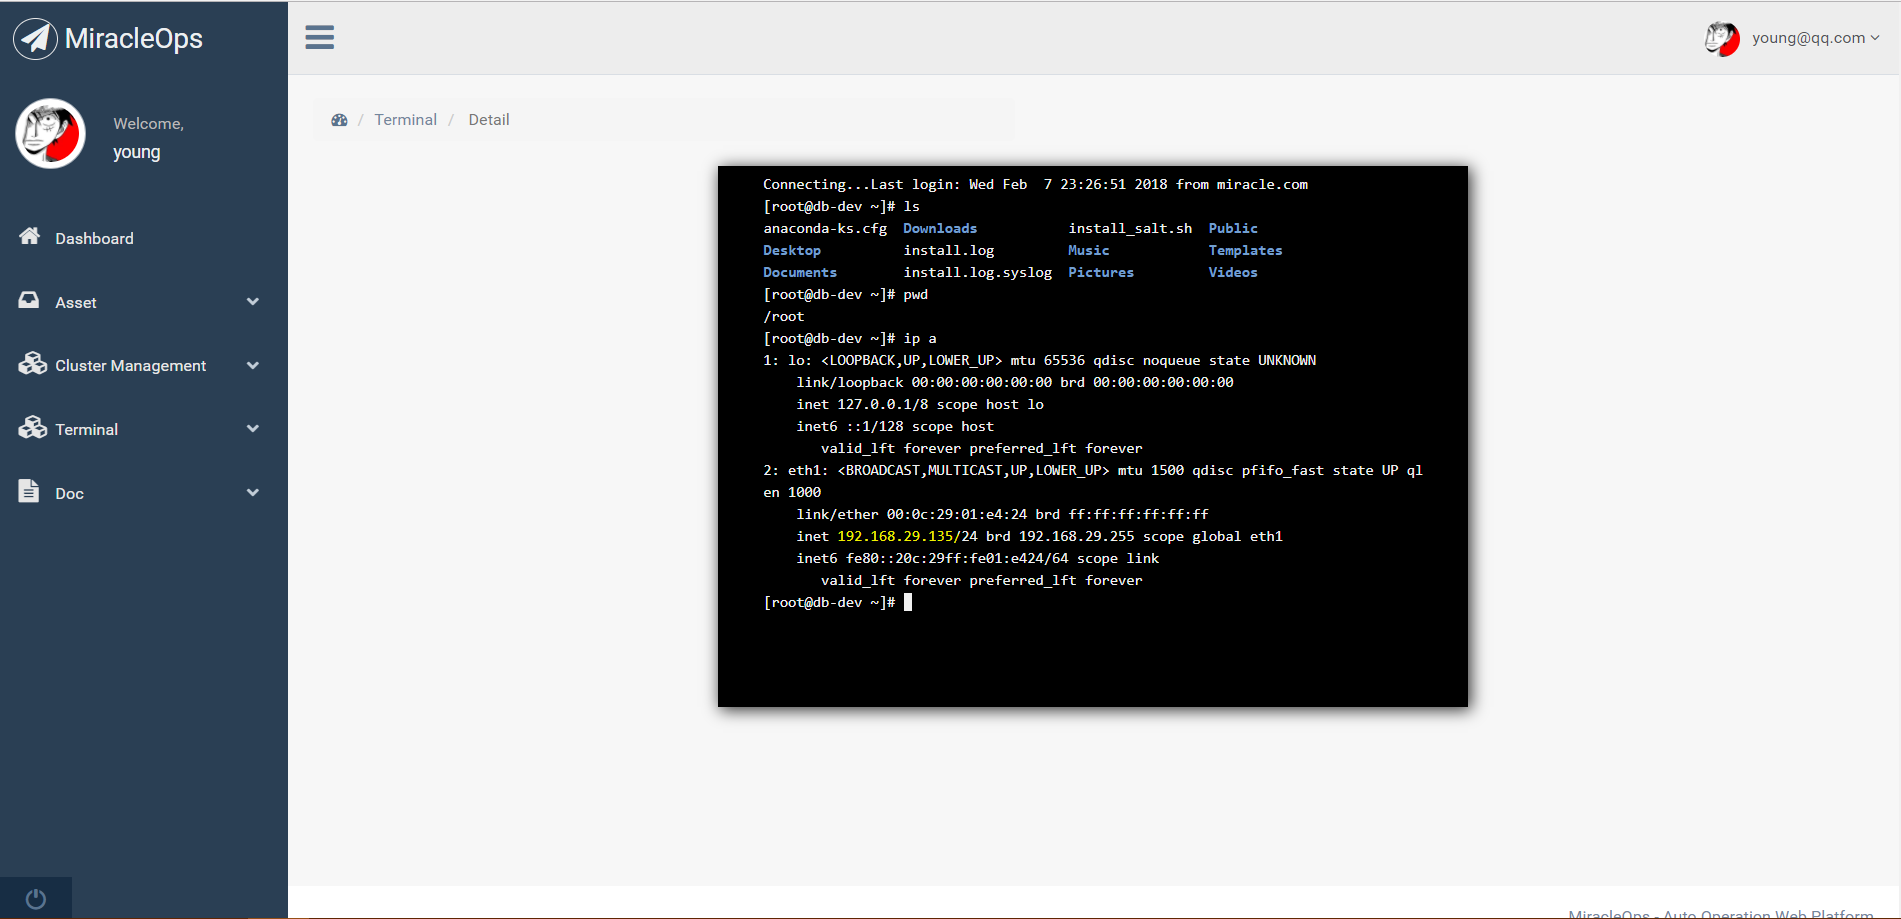 MiracleOps
young@qq.com
Welcome,
young
Dashboard
Asset
Cluster Management
Terminal
Doc
/ Terminal / Detail
Connecting...Last login: Wed Feb  7 23:26:51 2018 from miracle.com
[root@db-dev ~]# ls
anaconda-ks.cfg  Downloads           install_salt.sh  Public
Desktop          install.log         Music            Templates
Documents        install.log.syslog  Pictures         Videos
[root@db-dev ~]# pwd
/root
[root@db-dev ~]# ip a
1: lo: <LOOPBACK,UP,LOWER_UP> mtu 65536 qdisc noqueue state UNKNOWN
    link/loopback 00:00:00:00:00:00 brd 00:00:00:00:00:00
    inet 127.0.0.1/8 scope host lo
    inet6 ::1/128 scope host
       valid_lft forever preferred_lft forever
2: eth1: <BROADCAST,MULTICAST,UP,LOWER_UP> mtu 1500 qdisc pfifo_fast state UP ql
en 1000
    link/ether 00:0c:29:01:e4:24 brd ff:ff:ff:ff:ff:ff
    inet 192.168.29.135/24 brd 192.168.29.255 scope global eth1
    inet6 fe80::20c:29ff:fe01:e424/64 scope link
       valid_lft forever preferred_lft forever
[root@db-dev ~]#
MiracleOps - Auto Operation Web Platform